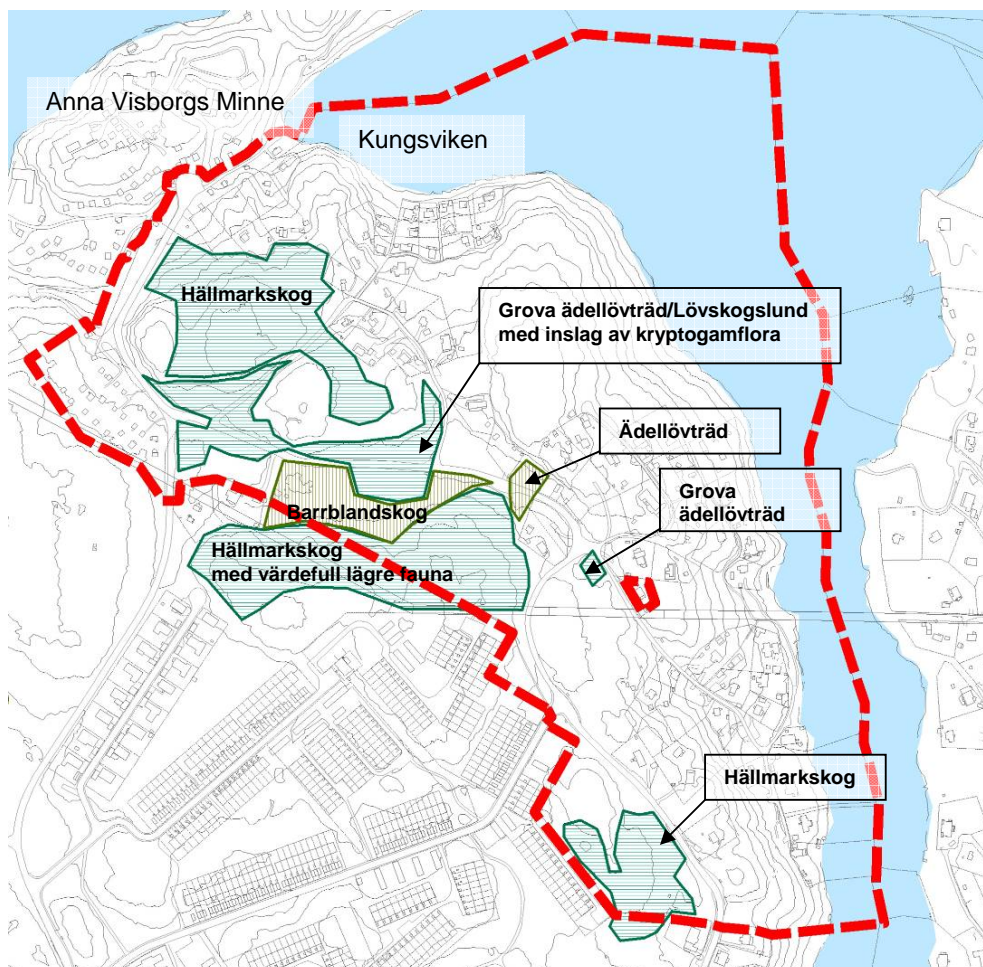 Anna Visborgs Minne
Kungsviken
Hällmarkskog
Grova ädellövträd/Lövskogslund
med inslag av kryptogamflora
Ädellövträd
Grova
ädellövträd
Barrblandskog
Hällmarkskog
med värdefull lägre fauna
Hällmarkskog